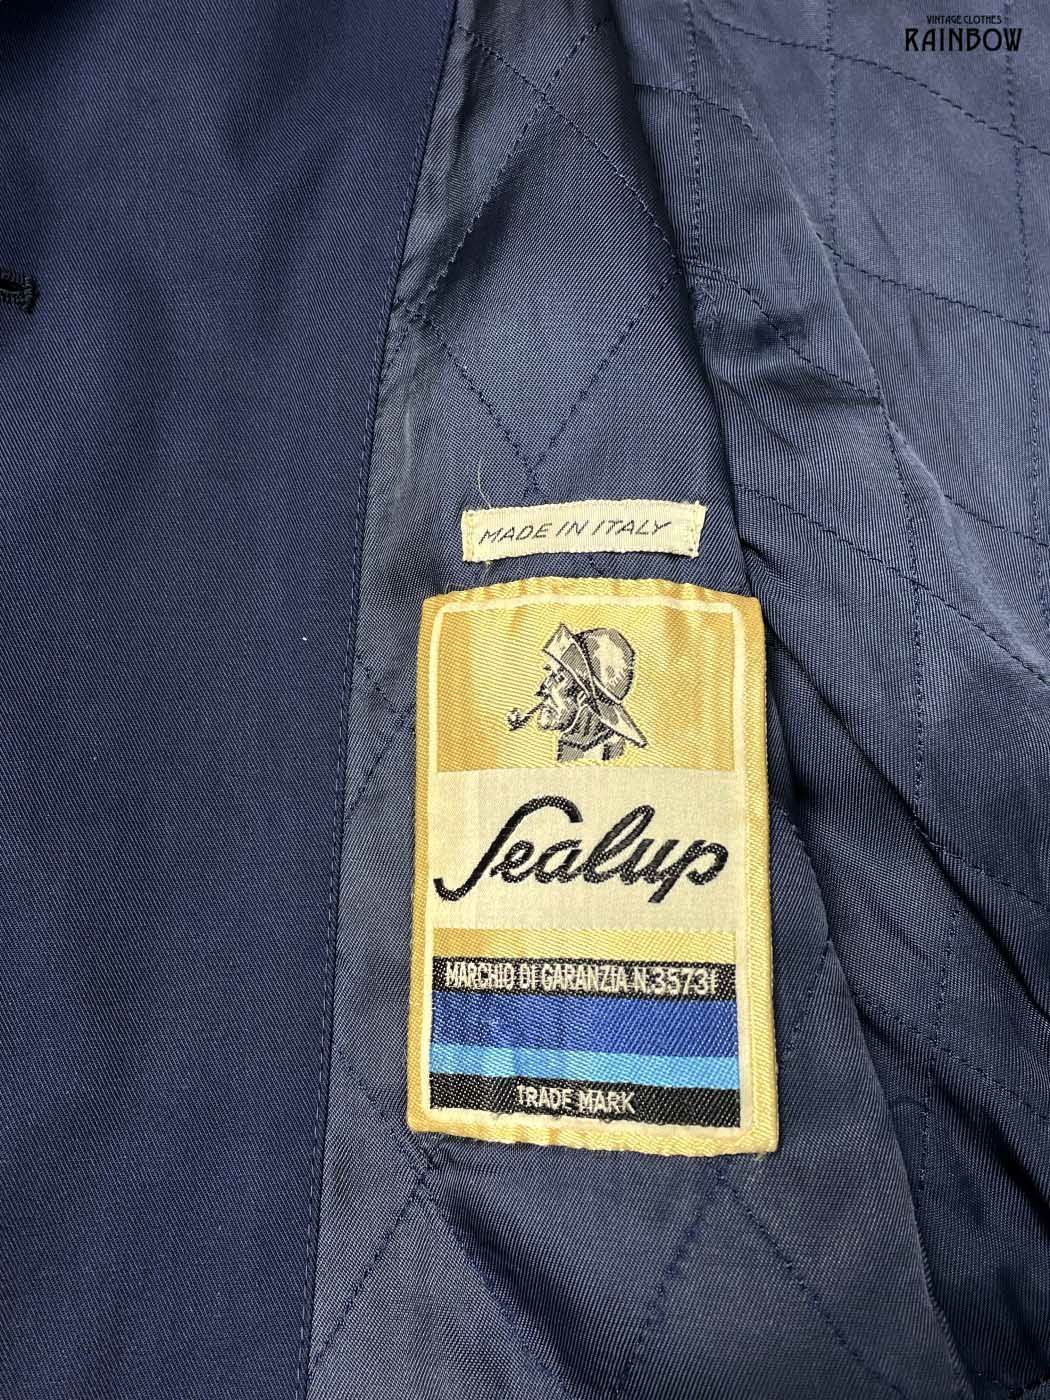 VINTAGE CLOTHES
RAINBOW
MADE IN ITALY
Sealup
MARCHIO DI GARANZIA N.35731
TRADE MARK